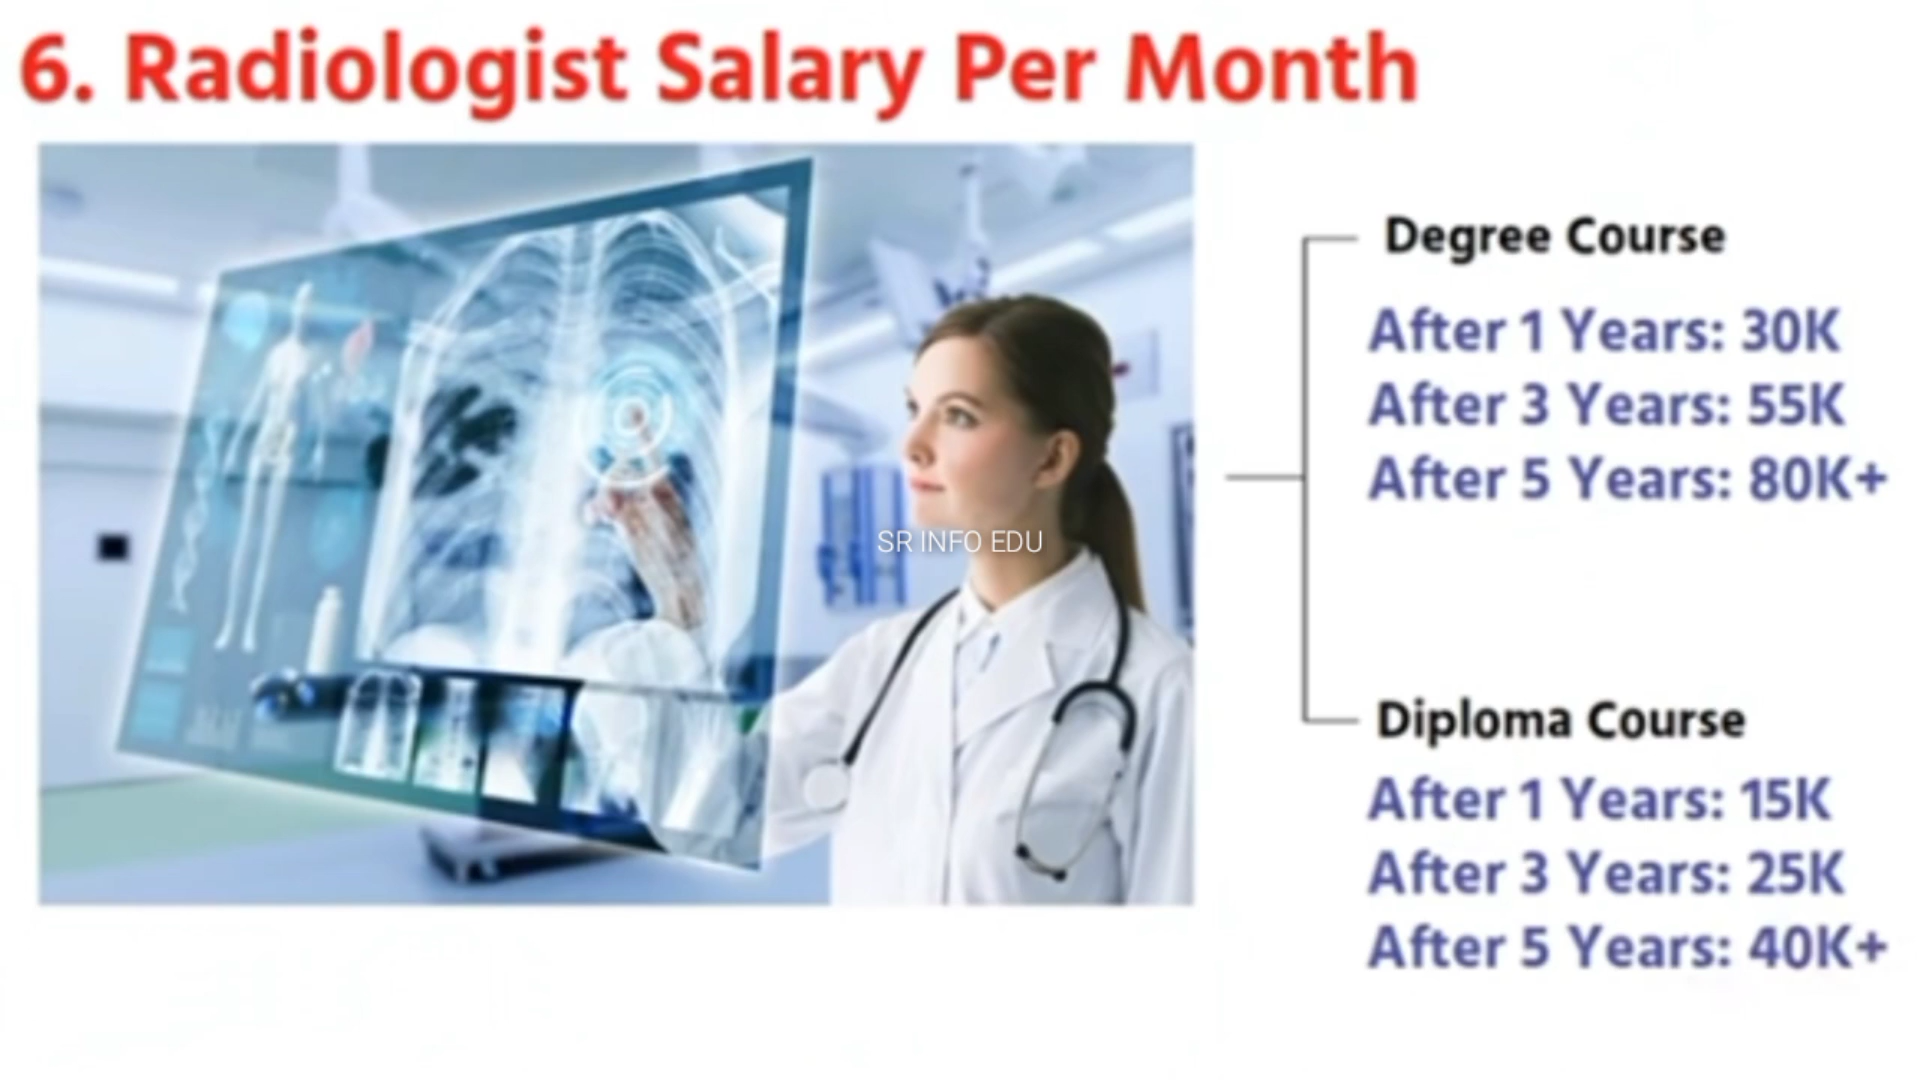 6. Radiologist Salary Per Month
SR INFO EDU
Degree Course
After 1 Years: 30K
After 3 Years: 55K
After 5 Years: 80K+
Diploma Course
After 1 Years: 15K
After 3 Years: 25K
After 5 Years: 40K+